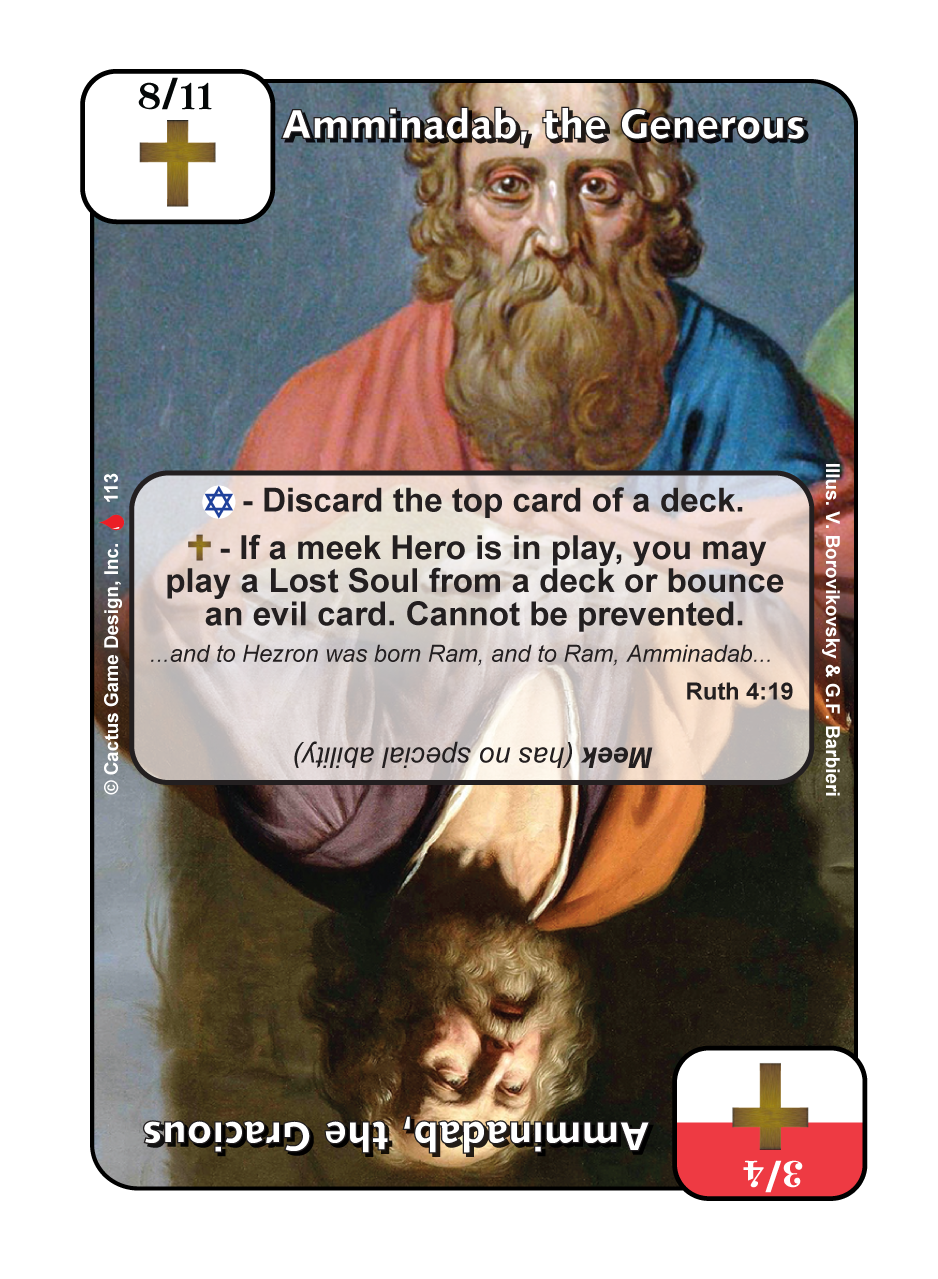 8/11
Amminadab, the Generous
- Discard the top card of a deck.
- If a meek Hero is in play, you may
play a Lost Soul from a deck or bounce
an evil card. Cannot be prevented.
...and to Hezron was born Ram, and to Ram, Amminadab...
Ruth 4:19
Meek (has no special ability)
© Cactus Game Design, Inc. 113
Illus. V. Borovikovsky & G.F. Barbieri
Amminadab, the Gracious
3/4